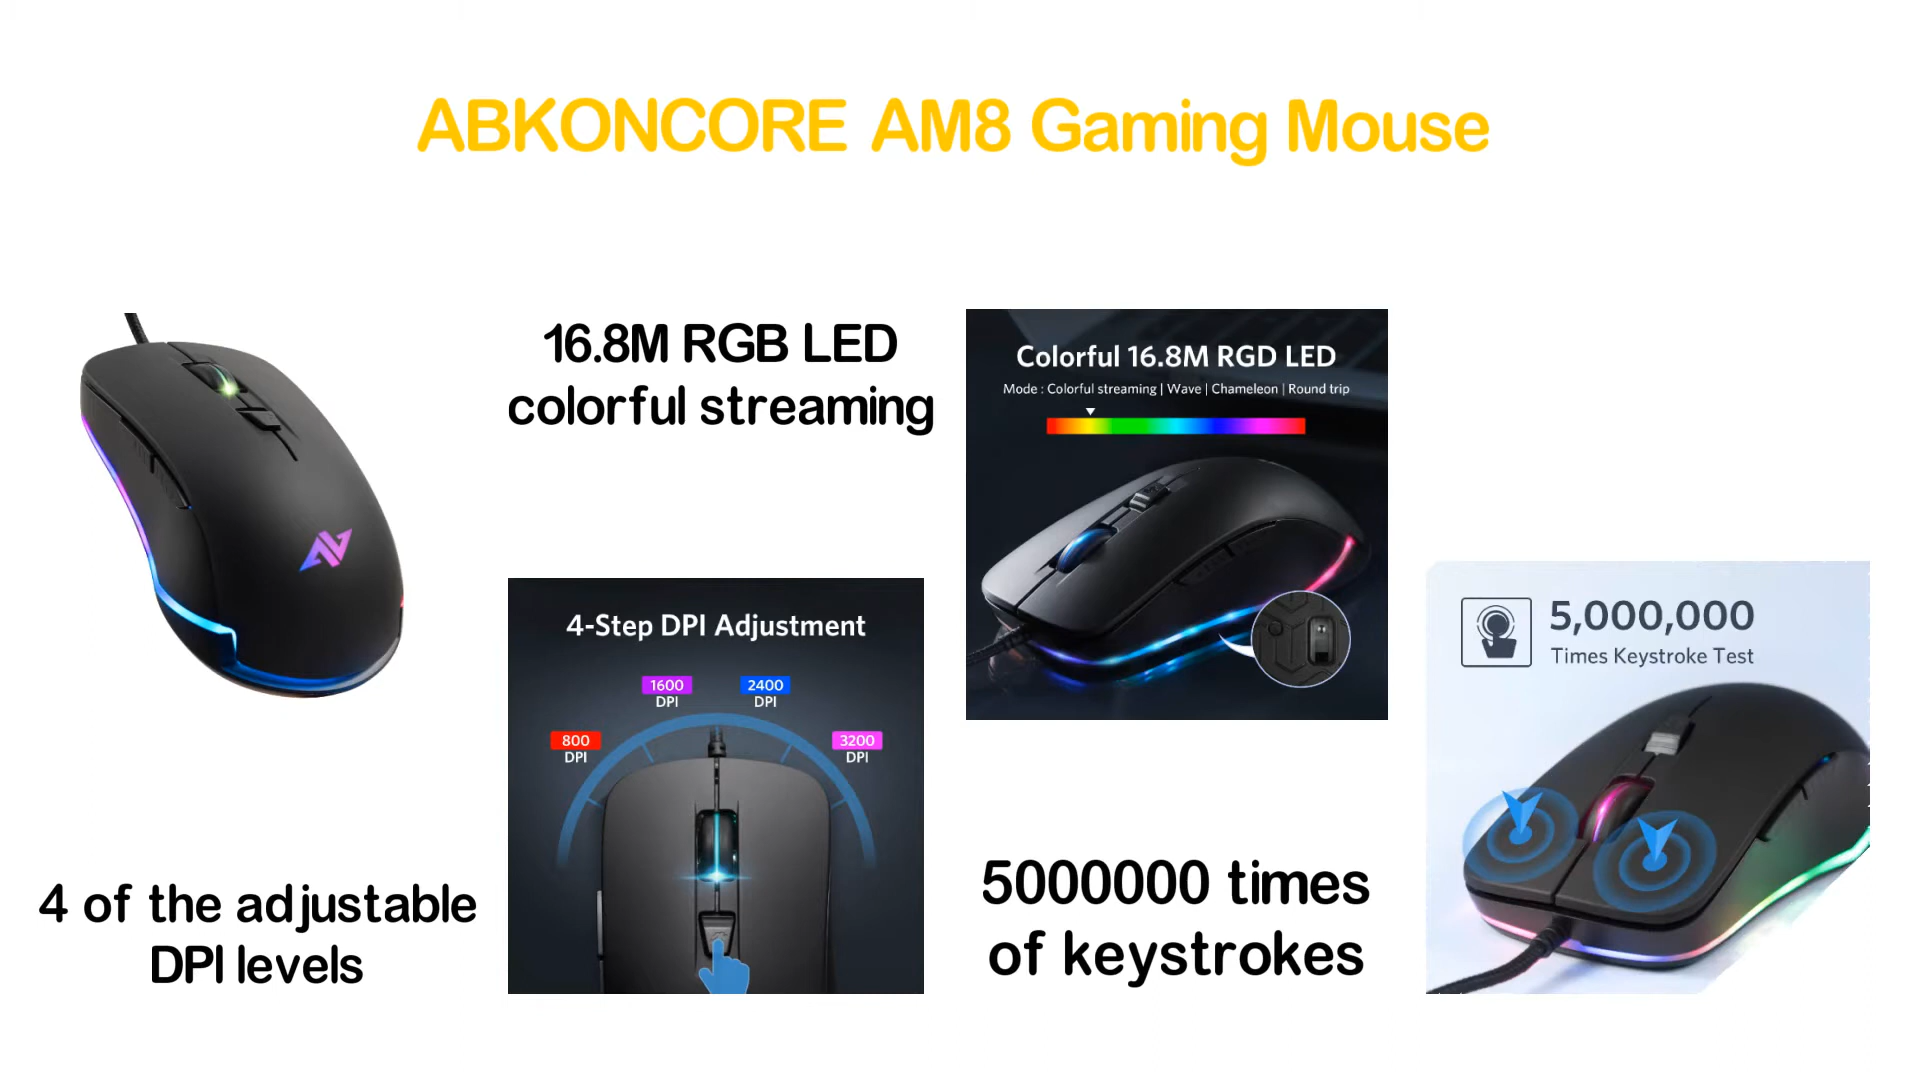 ABKONCORE AM8 Gaming Mouse
16.8M RGB LED
colorful streaming
Colorful 16.8M RGD LED
Mode : Colorful streaming | Wave | Chameleon | Round trip
4-Step DPI Adjustment
1600
DPI
2400
DPI
800
DPI
3200
DPI
5,000,000
Times Keystroke Test
4 of the adjustable
DPI levels
5000000 times
of keystrokes